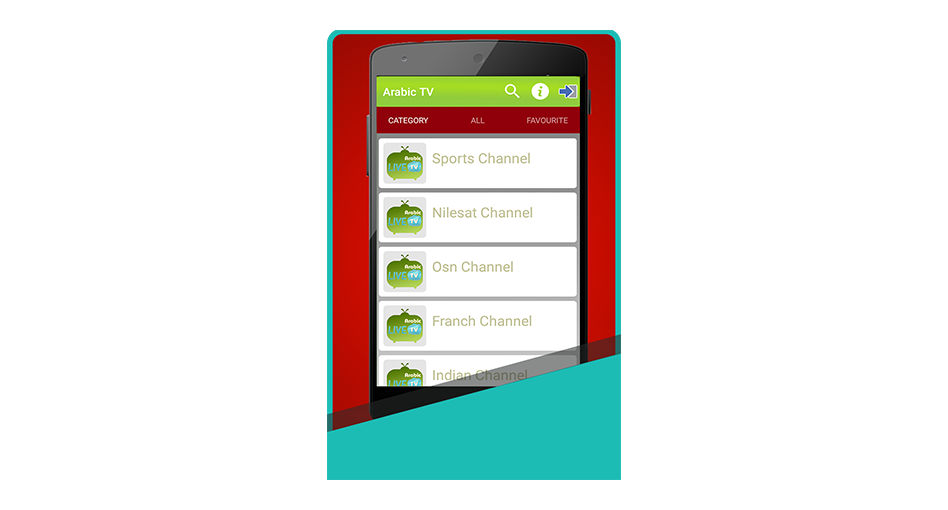 Arabic TV
CATEGORY ALL FAVOURITE
Arabic
LIVE TV
Sports Channel
Arabic
LIVE TV
Nilesat Channel
Arabic
LIVE TV
Osn Channel
Arabic
LIVE TV
Franch Channel
Arabic
LIVE TV
Indian Channel